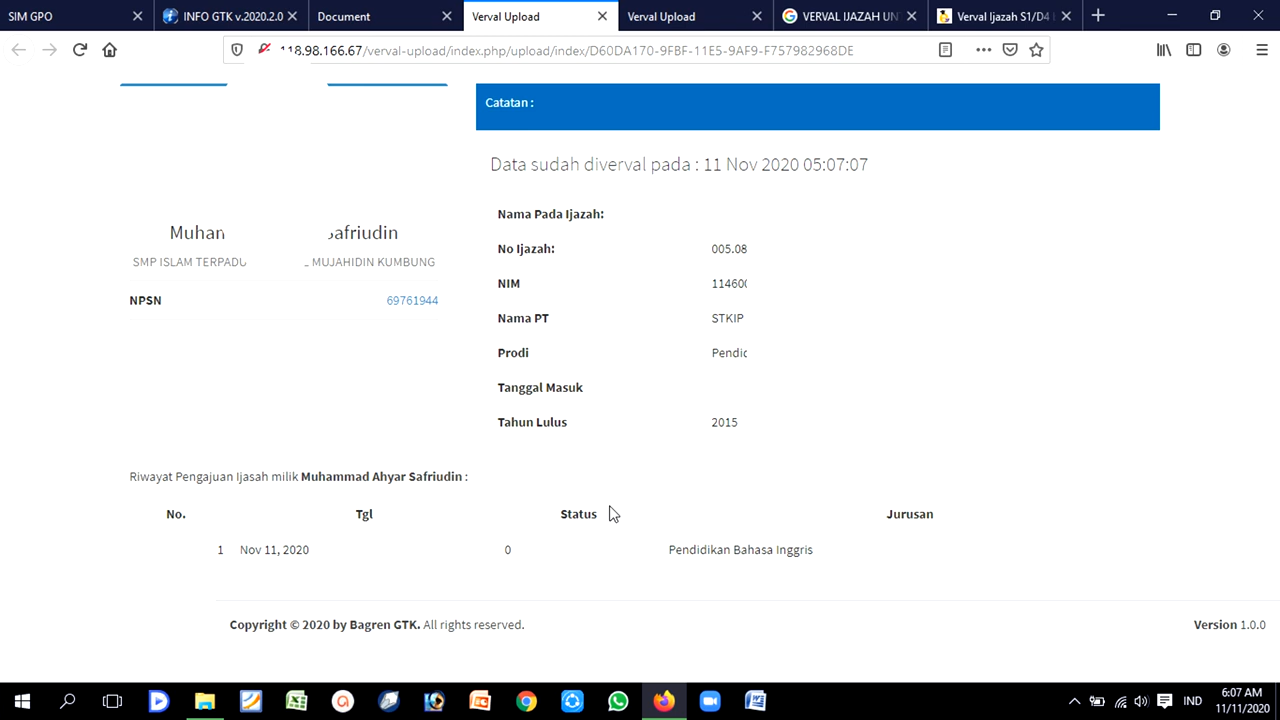 SIM GPO
INFO GTK v.2020.2.0
Document
Verval Upload
Verval Upload
VERVAL IJAZAH UN
Verval Ijazah S1/D4
118.98.166.67/verval-upload/index.php/upload/index/D60DA170-9FBF-11E5-9AF9-F757982968DE
Catatan :
Data sudah diverval pada : 11 Nov 2020 05:07:07
Muhan Safriudin
SMP ISLAM TERPADU MUJAHIDIN KUMBUNG
NPSN 69761944
Nama Pada Ijazah:
No Ijazah: 005.08
NIM 11460
Nama PT STKIP
Prodi Pendic
Tanggal Masuk
Tahun Lulus 2015
Riwayat Pengajuan Ijasah milik Muhammad Ahyar Safriudin :
No. Tgl Status Jurusan
1 Nov 11, 2020 0 Pendidikan Bahasa Inggris
Copyright © 2020 by Bagren GTK. All rights reserved.
Version 1.0.0
IND
6:07 AM
11/11/2020